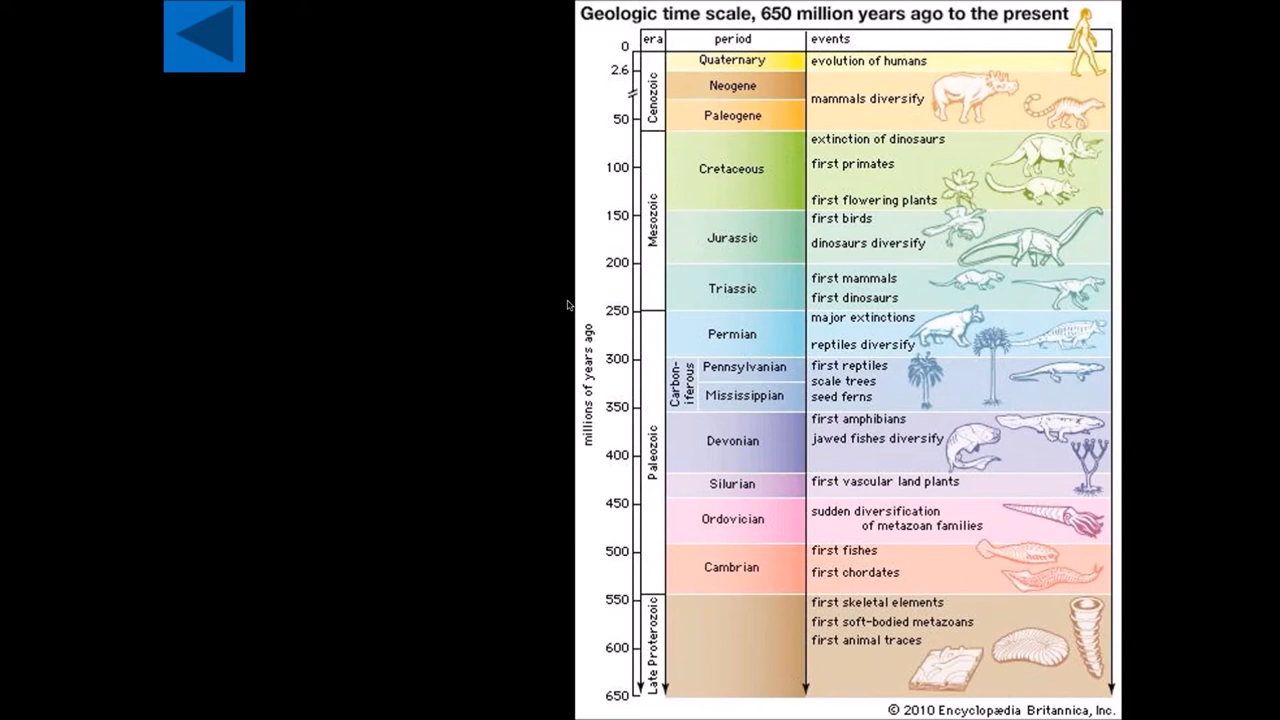 Geologic time scale, 650 million years ago to the present
era period events
0
Quaternary evolution of humans
2.6
Neogene
mammals diversify
Cenozoic
Paleogene
50
extinction of dinosaurs
first primates
100
Cretaceous
first flowering plants
150
first birds
Mesozoic
Jurassic
dinosaurs diversify
200
first mammals
Triassic
first dinosaurs
250
major extinctions
Permian
reptiles diversify
300
Carbon-
iferous
Pennsylvanian first reptiles
scale trees
Mississippian seed ferns
350
millions of years ago
first amphibians
Devonian jawed fishes diversify
400
Paleozoic
Silurian first vascular land plants
450
Ordovician sudden diversification
of metazoan families
500
first fishes
Cambrian first chordates
550
first skeletal elements
first soft-bodied metazoans
first animal traces
600
Late Proterozoic
650
© 2010 Encyclopædia Britannica, Inc.